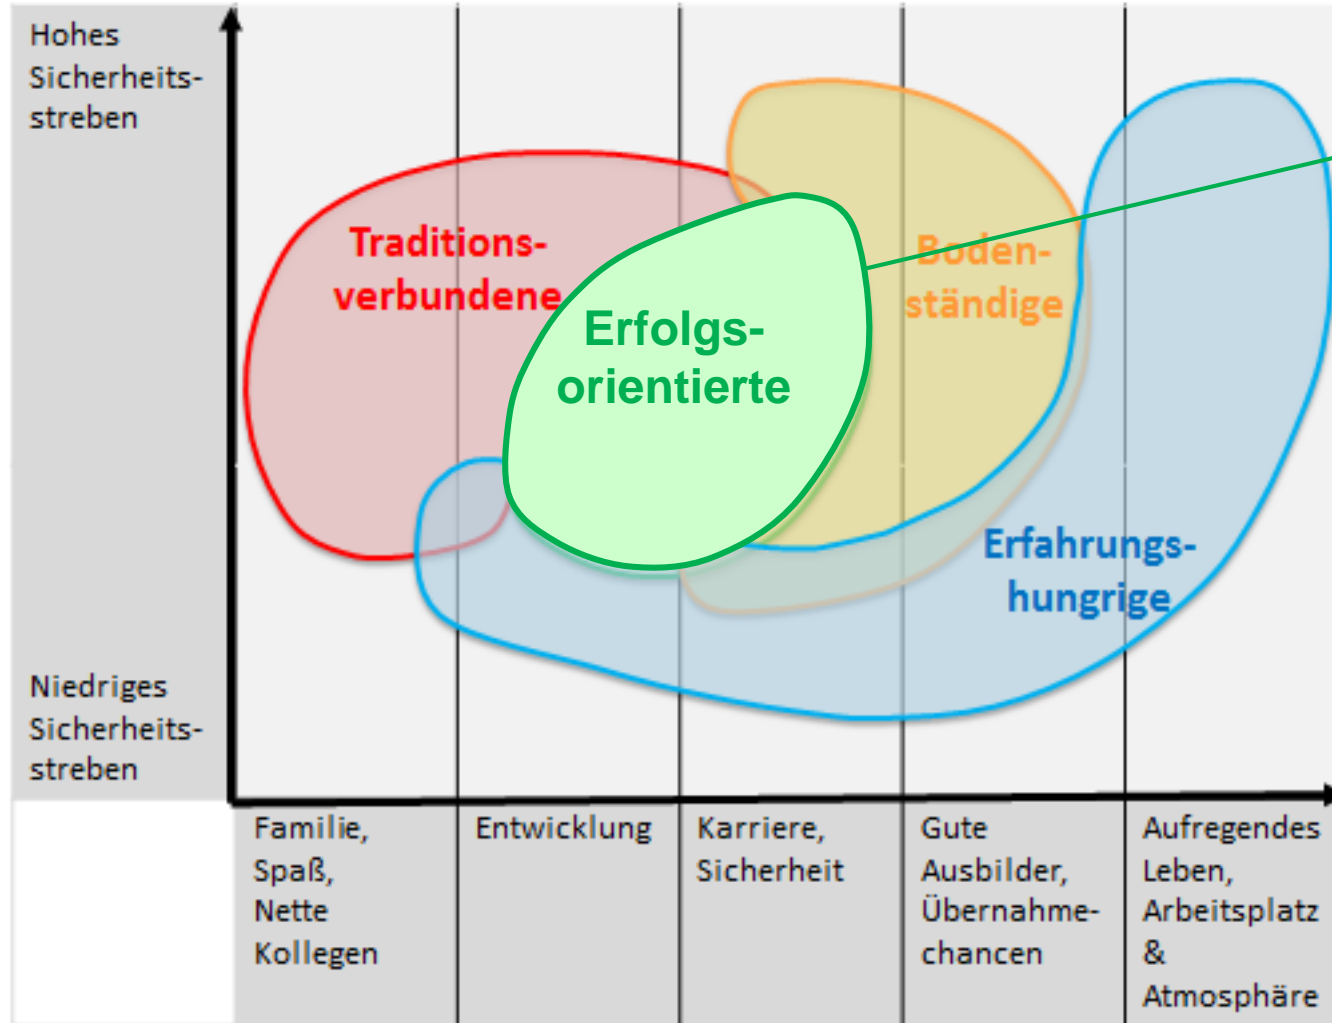 Hohes
Sicherheits-
streben
Traditions-
verbundene
Erfolgs-
orientierte
Boden-
ständige
Erfahrungs-
hungrige
Niedriges
Sicherheits-
streben
Familie,
Spaß,
Nette
Kollegen
Entwicklung
Karriere,
Sicherheit
Gute
Ausbilder,
Übernahme-
chancen
Aufregendes
Leben,
Arbeitsplatz
&
Atmosphäre